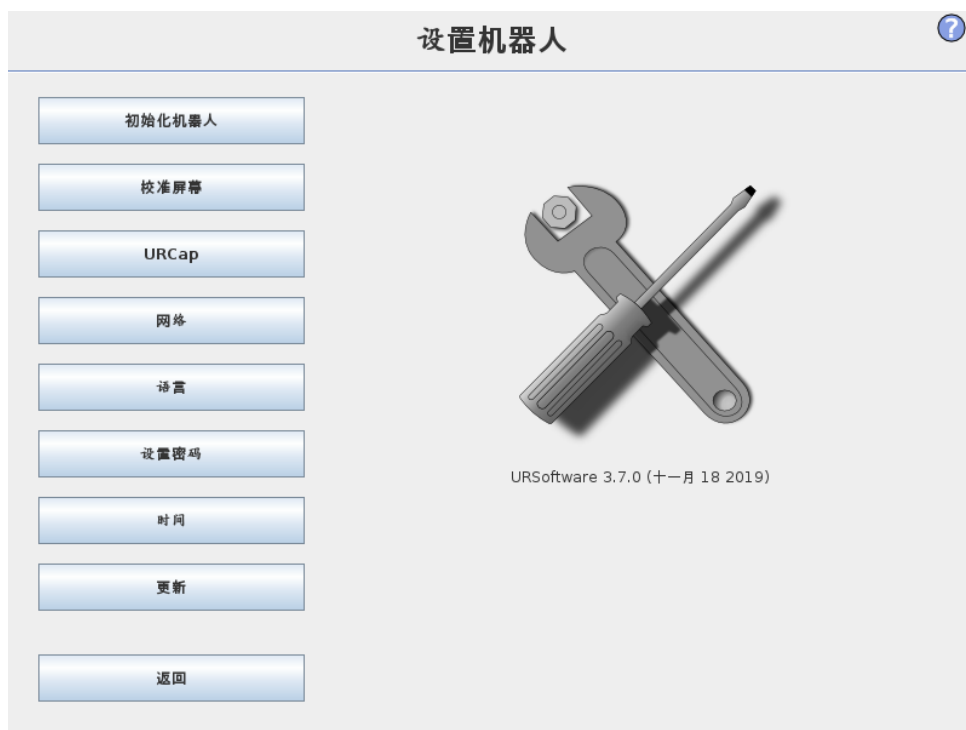 设置机器人
?
初始化机器人
校准屏幕
URCap
网络
语言
设置密码
时间
更新
返回
URSoftware 3.7.0 (十一月 18 2019)